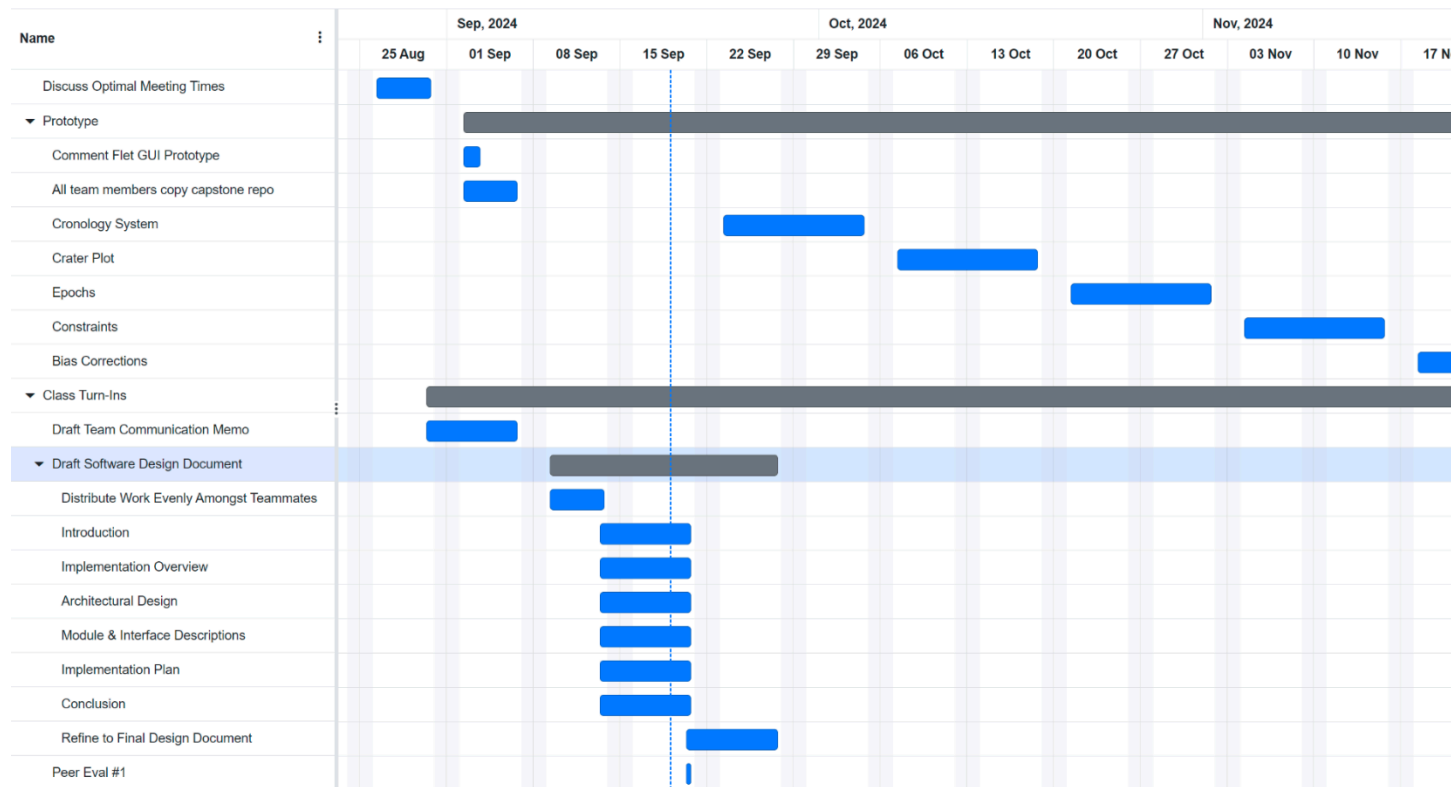 Name
Sep, 2024 Oct, 2024 Nov, 2024
25 Aug 01 Sep 08 Sep 15 Sep 22 Sep 29 Sep 06 Oct 13 Oct 20 Oct 27 Oct 03 Nov 10 Nov 17 N
Discuss Optimal Meeting Times
Prototype
Comment Flet GUI Prototype
All team members copy capstone repo
Cronology System
Crater Plot
Epochs
Constraints
Bias Corrections
Class Turn-Ins
Draft Team Communication Memo
Draft Software Design Document
Distribute Work Evenly Amongst Teammates
Introduction
Implementation Overview
Architectural Design
Module & Interface Descriptions
Implementation Plan
Conclusion
Refine to Final Design Document
Peer Eval #1